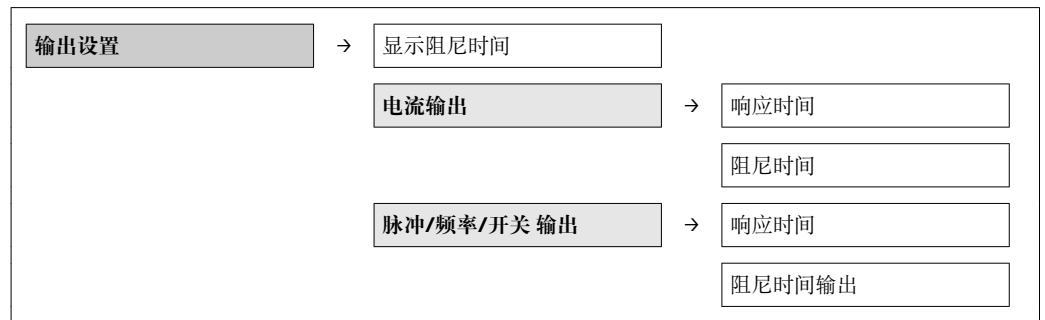 输出设置 → 显示阻尼时间
电流输出 → 响应时间
阻尼时间
脉冲/频率/开关 输出 → 响应时间
阻尼时间输出